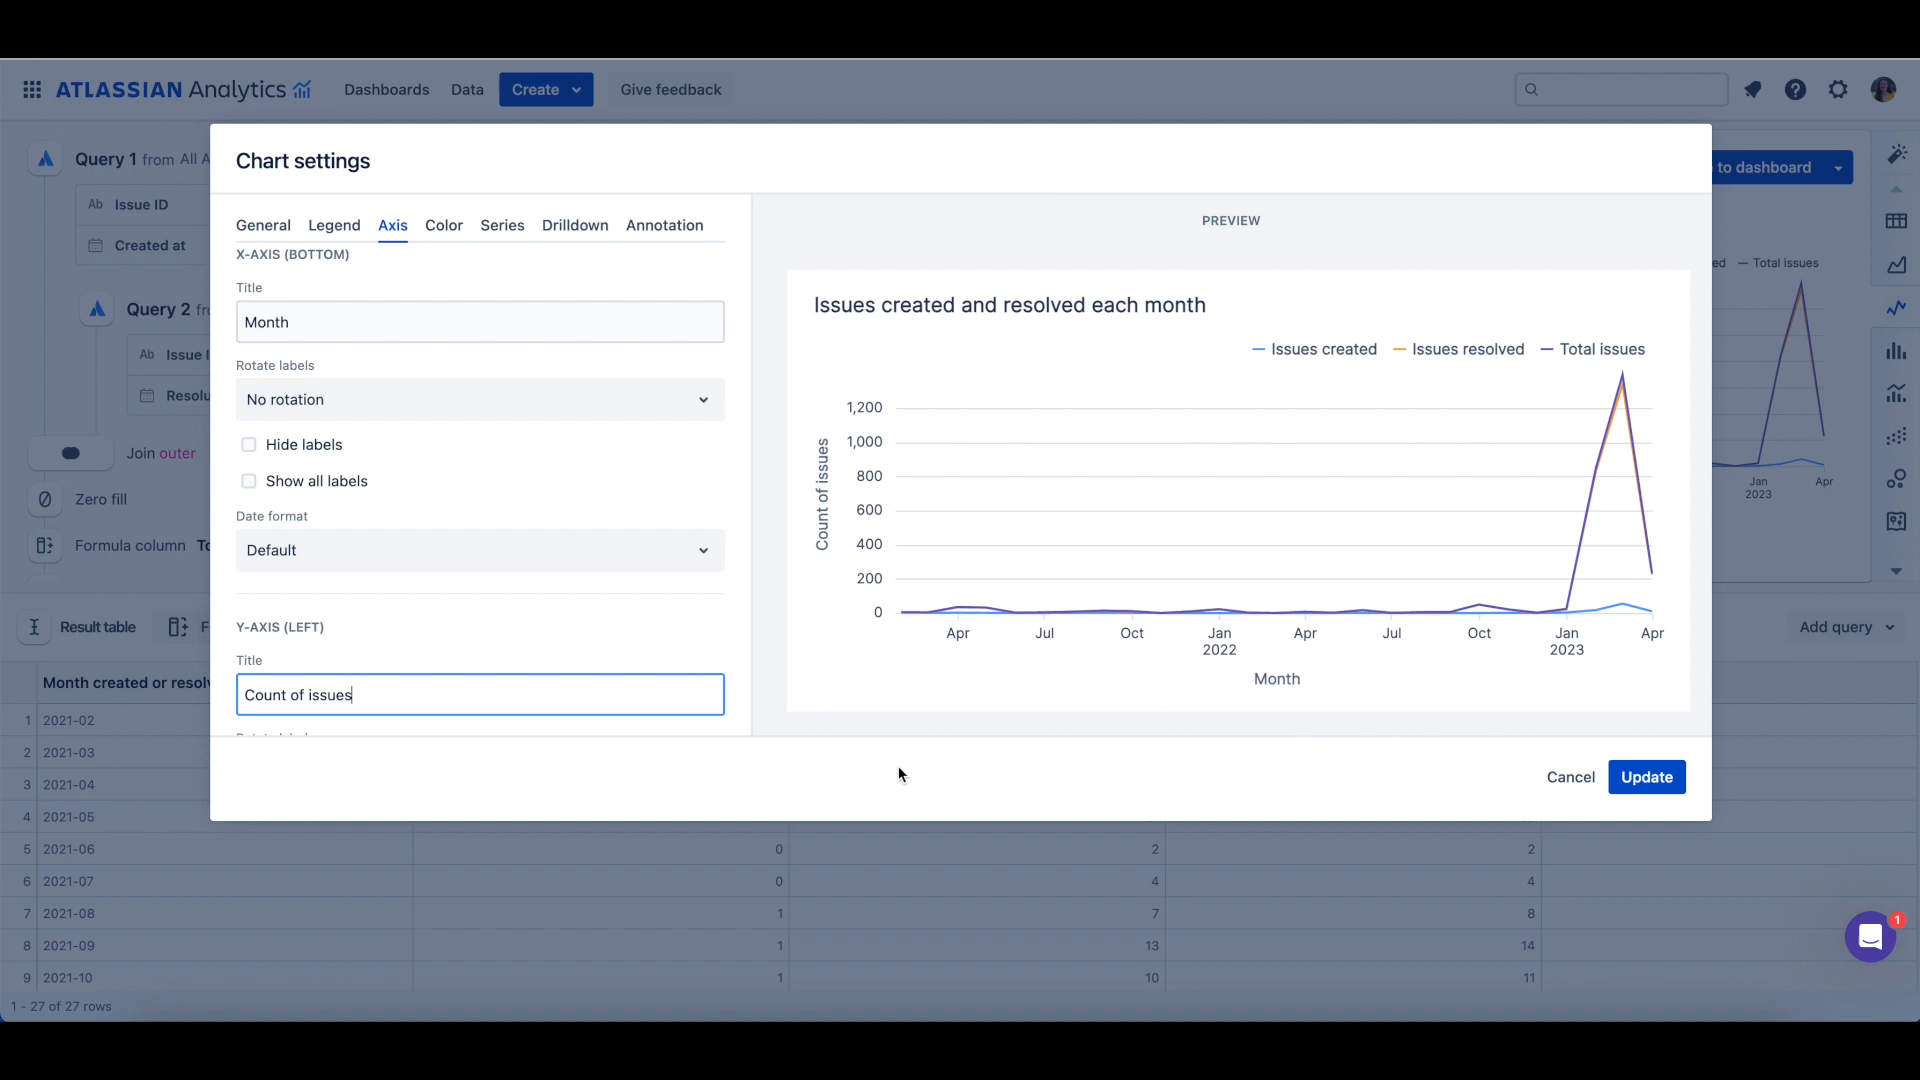 ATLASSIAN Analytics Dashboards Data Create Give feedback
Query 1 from All A
Ab Issue ID
Created at
Query 2 fro
Ab Issue I
Resolu
Join outer
Zero fill
Formula column To
Result table
Month created or resolv
1 2021-02
2 2021-03
3 2021-04
4 2021-05
Chart settings
General Legend Axis Color Series Drilldown Annotation
X-AXIS (BOTTOM)
Title
Month
Rotate labels
No rotation
Hide labels
Show all labels
Date format
Default
Y-AXIS (LEFT)
Title
Count of issues
PREVIEW
Issues created and resolved each month
Issues created Issues resolved Total issues
Count of issues
1,200
1,000
800
600
400
200
0
Apr Jul Oct Jan Apr Jul Oct Jan Apr
2022 2023
Month
Cancel Update
to dashboard
ed Total issues
Jan Apr
2023
Add query
5 2021-06 0 2 2
6 2021-07 0 4 4
7 2021-08 1 7 8
8 2021-09 1 13 14
9 2021-10 1 10 11
1 - 27 of 27 rows
1